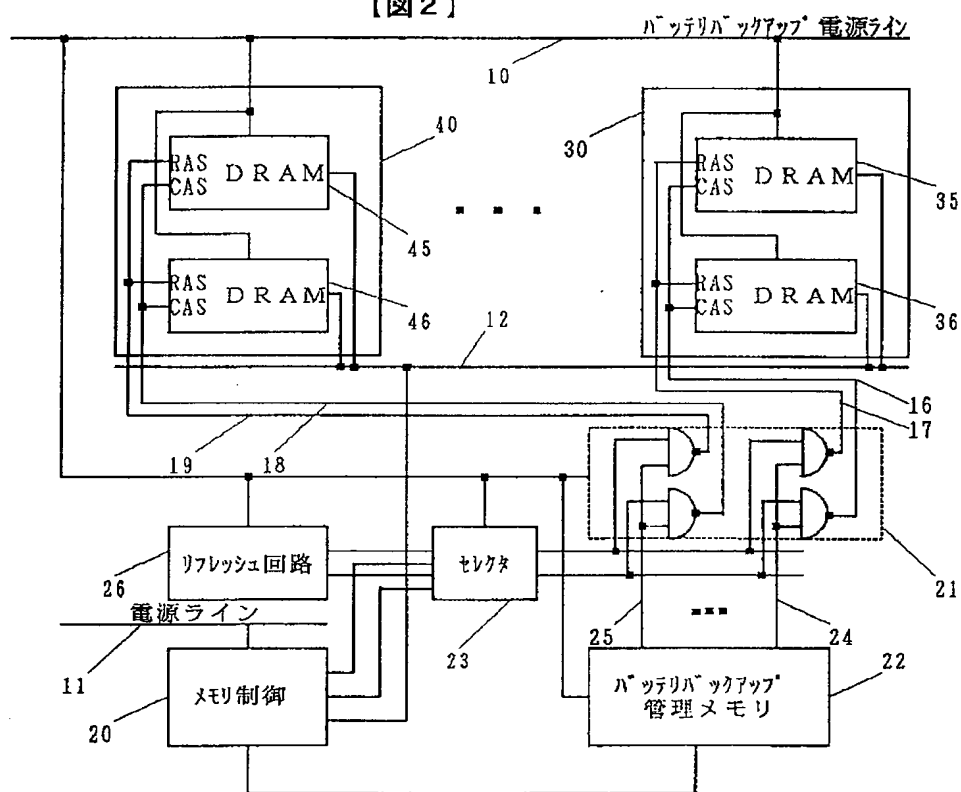 【図2】
バッテリバックアップ 電源ライン
10
40
30
RAS
CAS
DRAM
45
RAS
CAS
DRAM
46
RAS
CAS
DRAM
35
RAS
CAS
DRAM
36
12
16
17
19
18
21
リフレッシュ回路
26
セレクタ
23
電源ライン
11
メモリ制御
20
25
24
バッテリバックアップ
管理メモリ
22